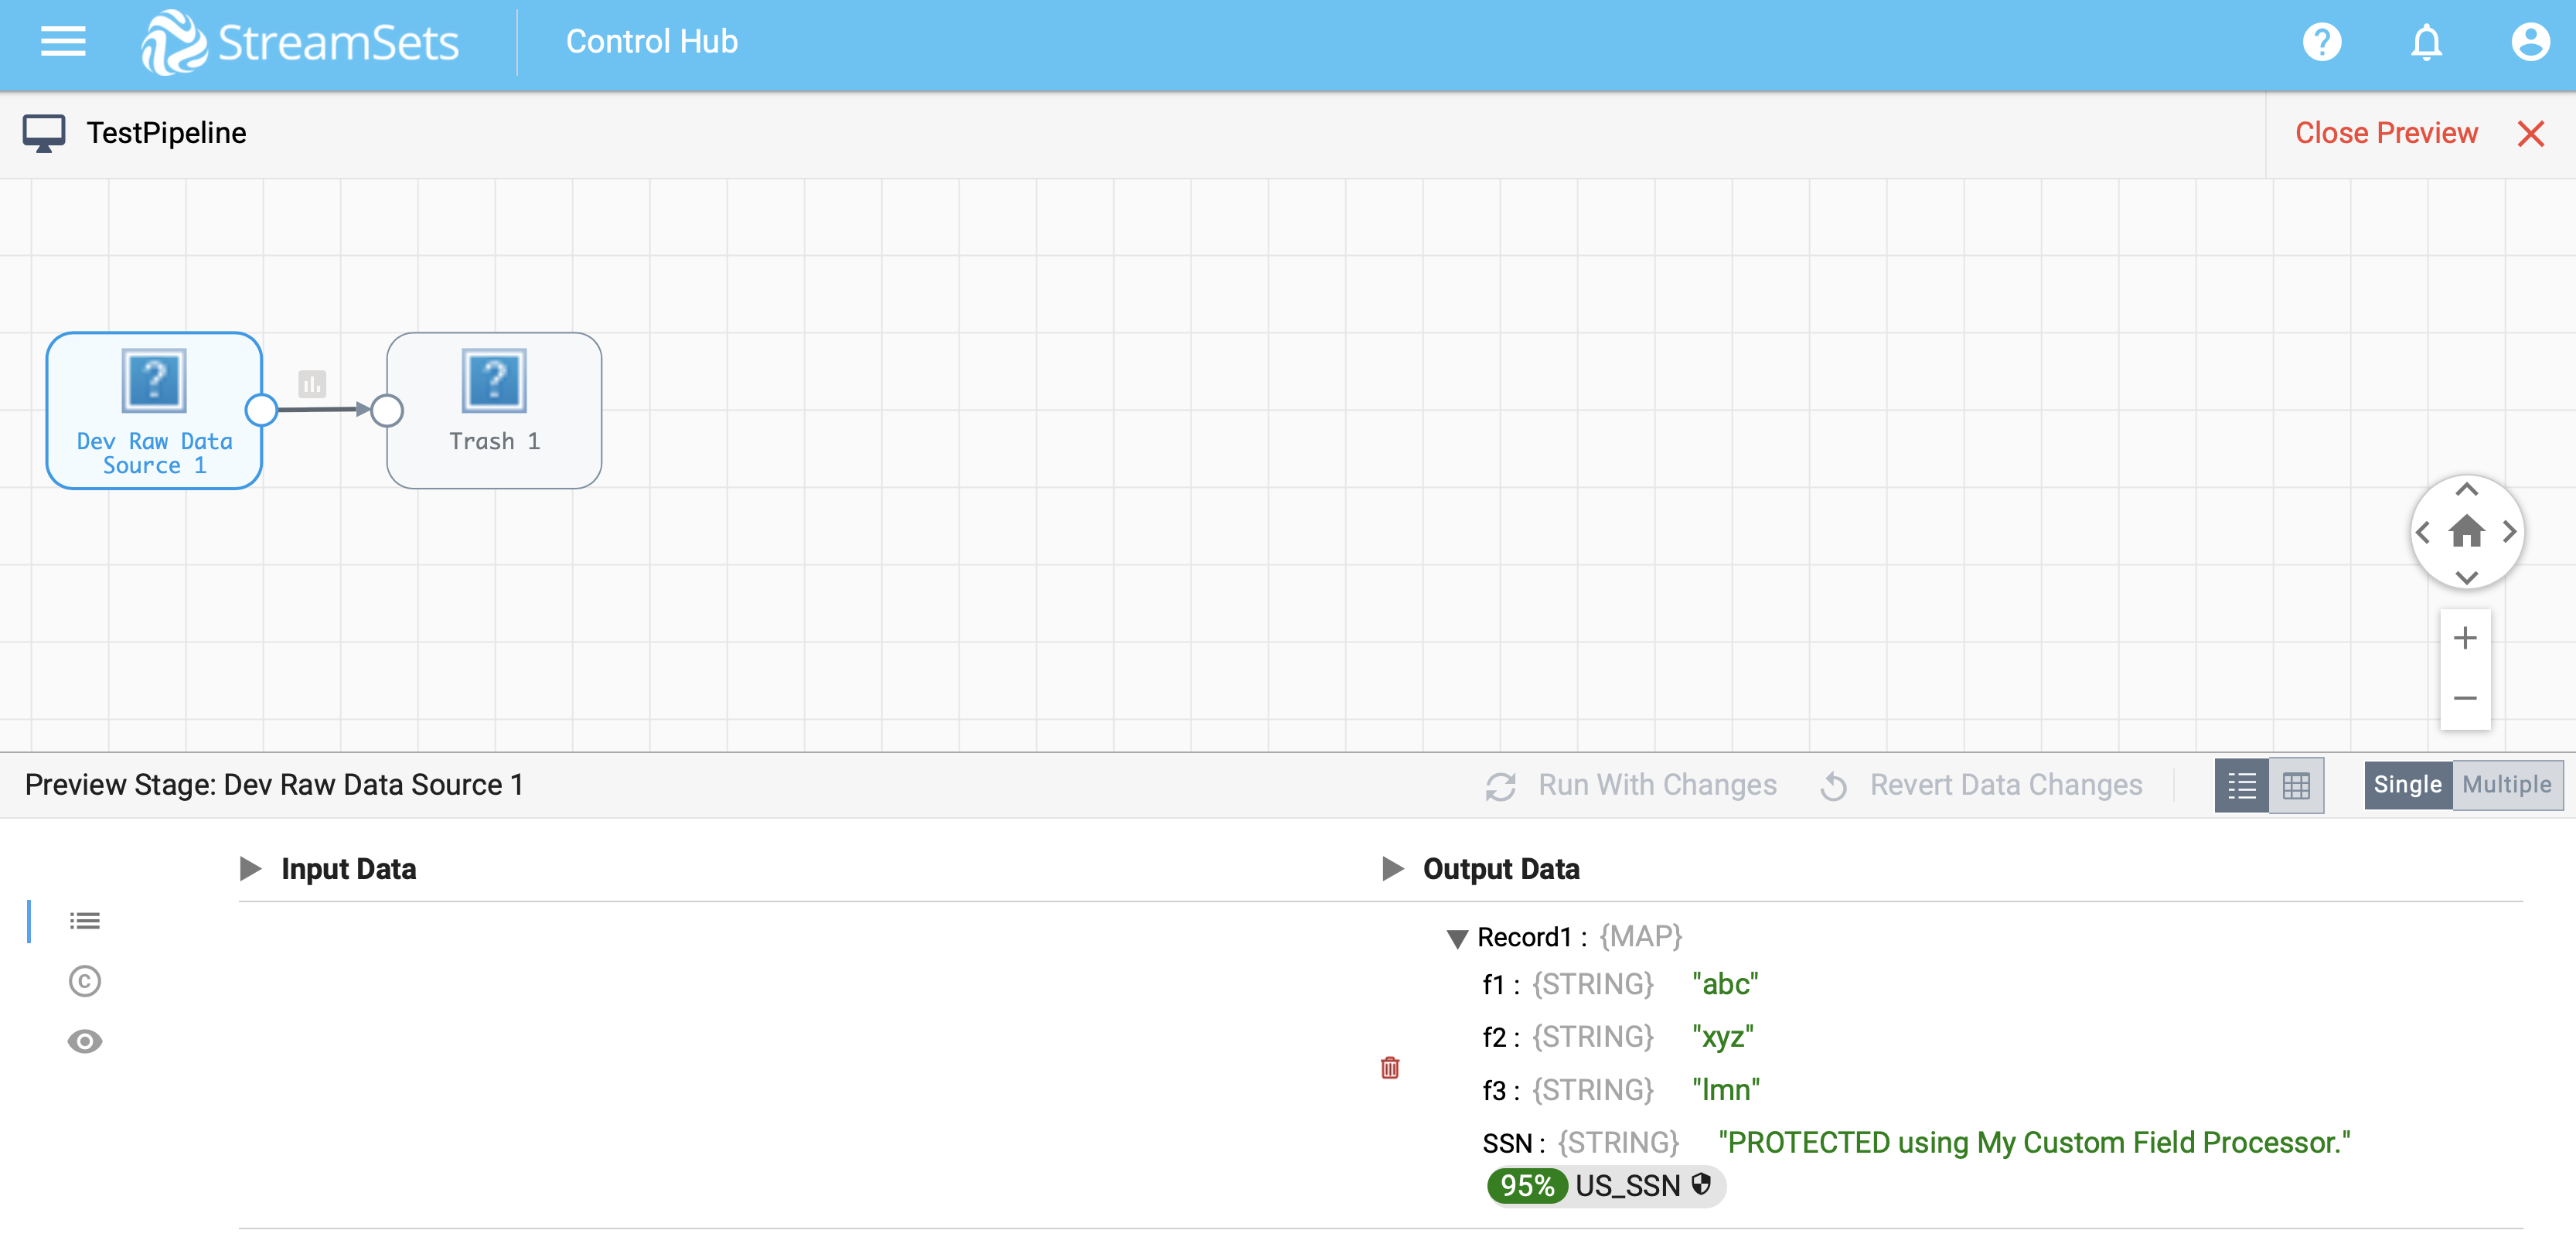 StreamSets Control Hub
TestPipeline
Close Preview
Dev Raw Data
Source 1
Trash 1
Preview Stage: Dev Raw Data Source 1
Run With Changes
Revert Data Changes
Single
Multiple
Input Data
Output Data
Record1 : {MAP}
f1 : {STRING} "abc"
f2 : {STRING} "xyz"
f3 : {STRING} "lmn"
SSN : {STRING} "PROTECTED using My Custom Field Processor."
95% US_SSN